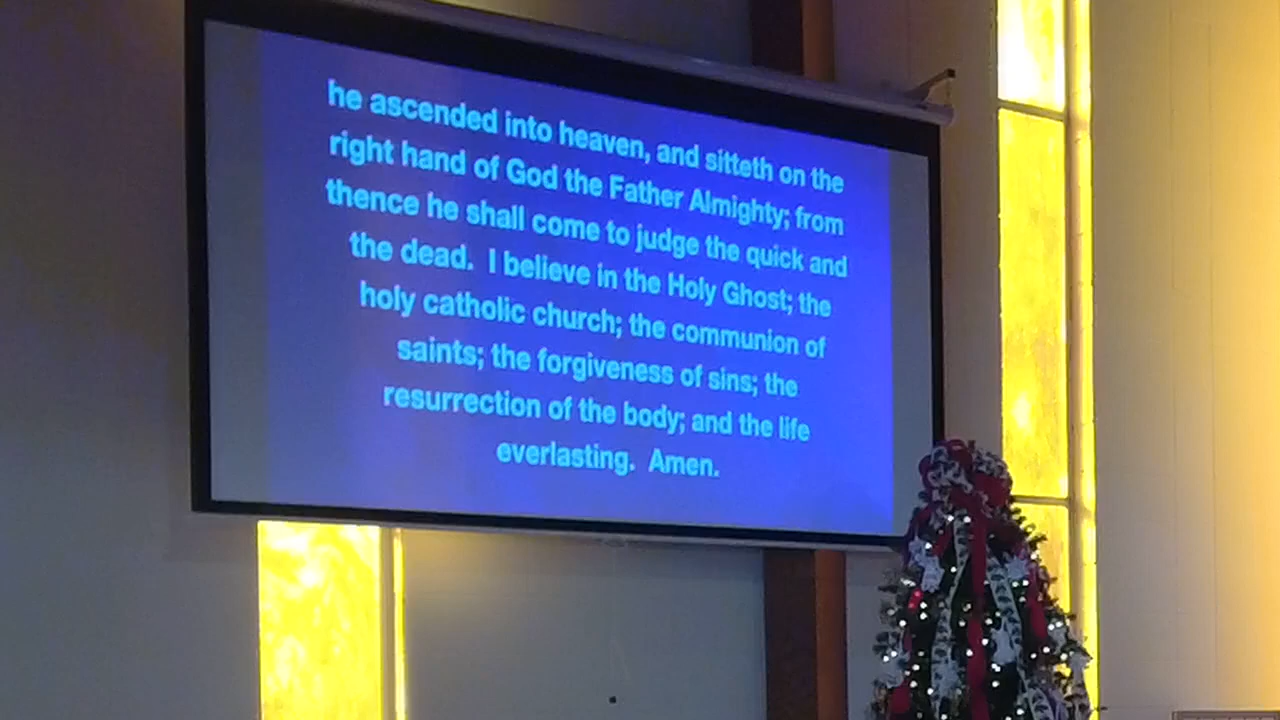 he ascended into heaven, and sitteth on the
right hand of God the Father Almighty; from
thence he shall come to judge the quick and
the dead.  I believe in the Holy Ghost; the
holy catholic church; the communion of
saints; the forgiveness of sins; the
resurrection of the body; and the life
everlasting.  Amen.